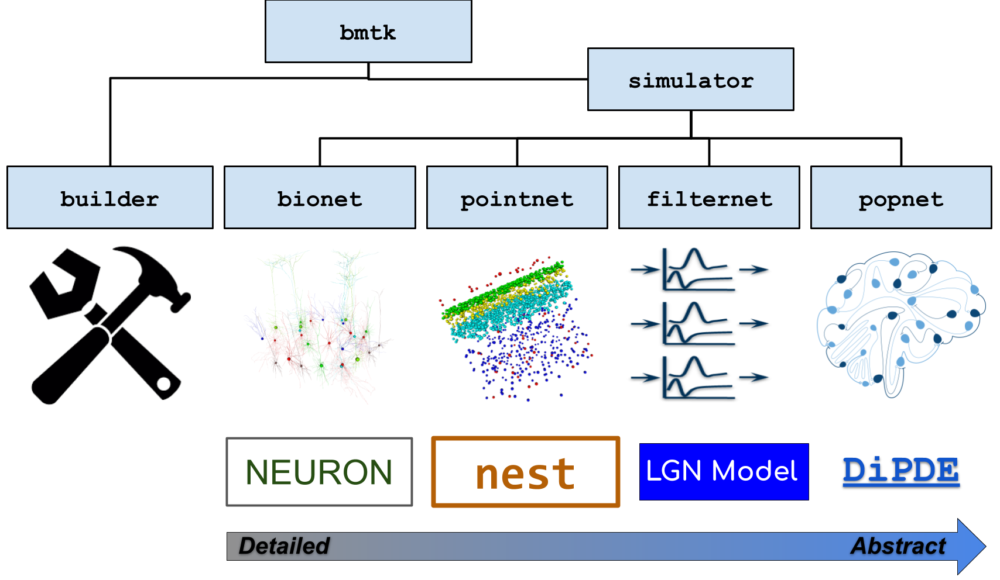 bmtk
simulator
builder
bionet
pointnet
filternet
popnet
NEURON
nest
LGN Model
DiPDE
Detailed
Abstract